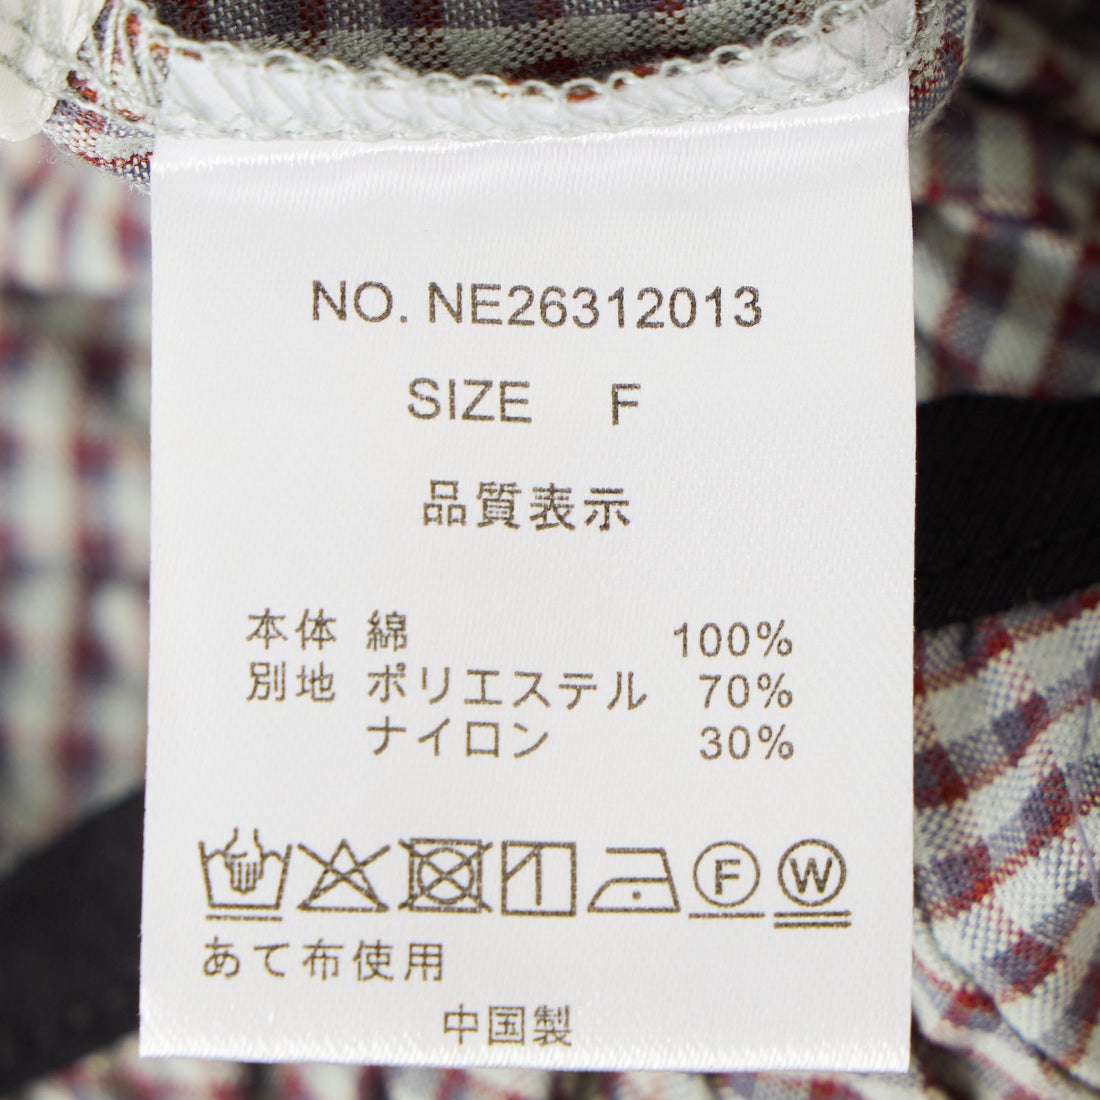 NO. NE26312013
SIZE F
品質表示
本体 綿 100%
別地 ポリエステル 70%
ナイロン 30%
F W
あて布使用
中国製